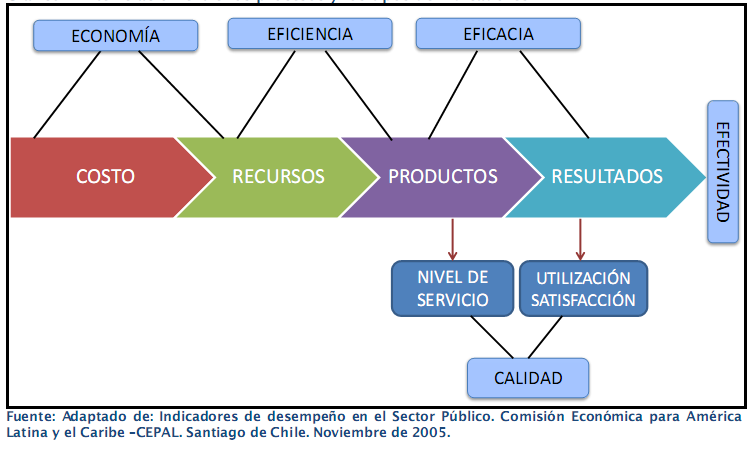 ECONOMÍA
EFICIENCIA
EFICACIA
COSTO
RECURSOS
PRODUCTOS
RESULTADOS
EFECTIVIDAD
NIVEL DE
SERVICIO
UTILIZACIÓN
SATISFACCIÓN
CALIDAD
Fuente: Adaptado de: Indicadores de desempeño en el Sector Público. Comisión Económica para América
Latina y el Caribe –CEPAL. Santiago de Chile. Noviembre de 2005.